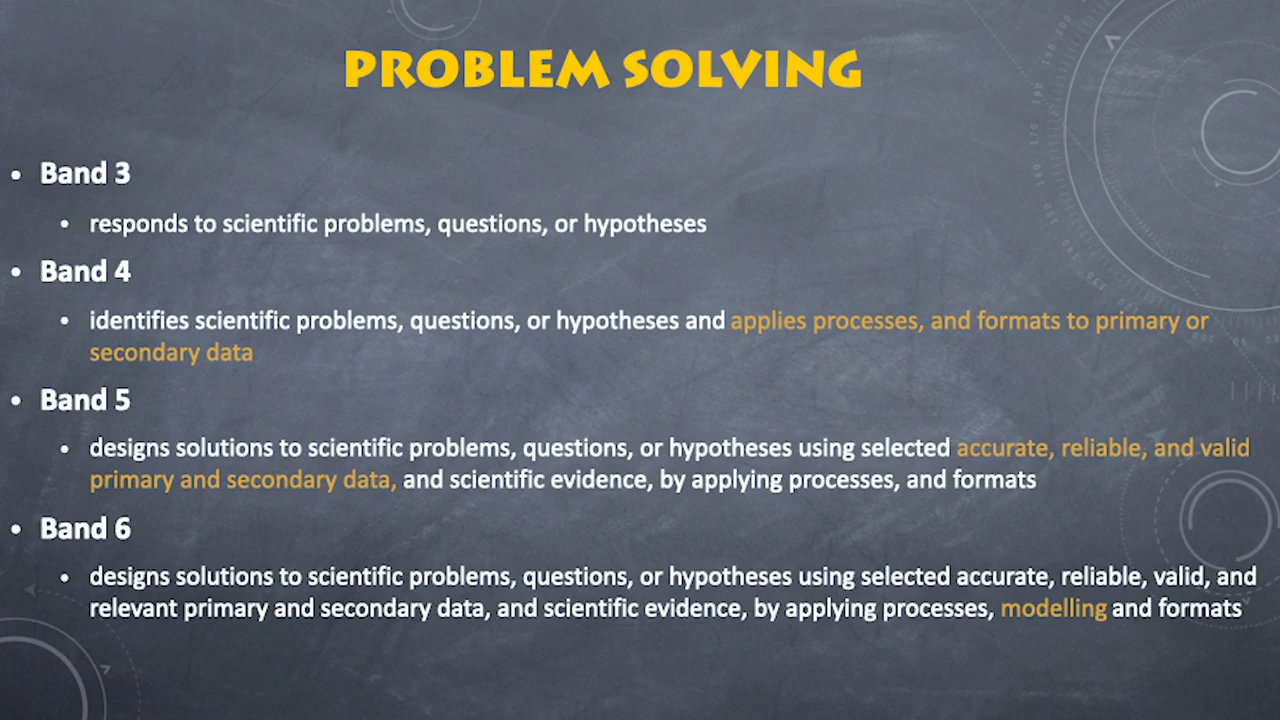 PROBLEM SOLVING
• Band 3
• responds to scientific problems, questions, or hypotheses
• Band 4
• identifies scientific problems, questions, or hypotheses and applies processes, and formats to primary or
secondary data
• Band 5
• designs solutions to scientific problems, questions, or hypotheses using selected accurate, reliable, and valid
primary and secondary data, and scientific evidence, by applying processes, and formats
• Band 6
• designs solutions to scientific problems, questions, or hypotheses using selected accurate, reliable, valid, and
relevant primary and secondary data, and scientific evidence, by applying processes, modelling and formats